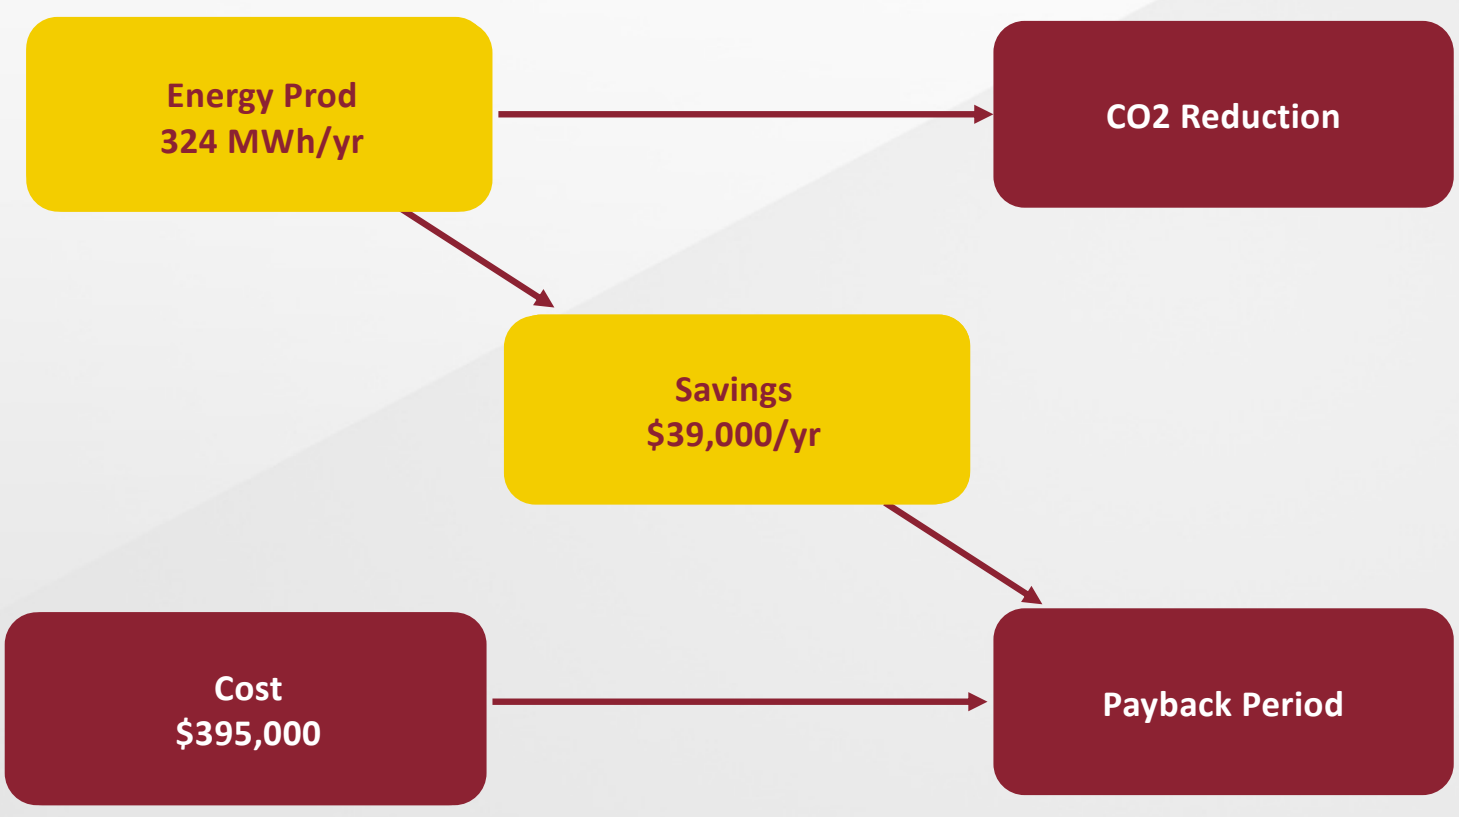 Energy Prod
324 MWh/yr
CO2 Reduction
Savings
$39,000/yr
Cost
$395,000
Payback Period